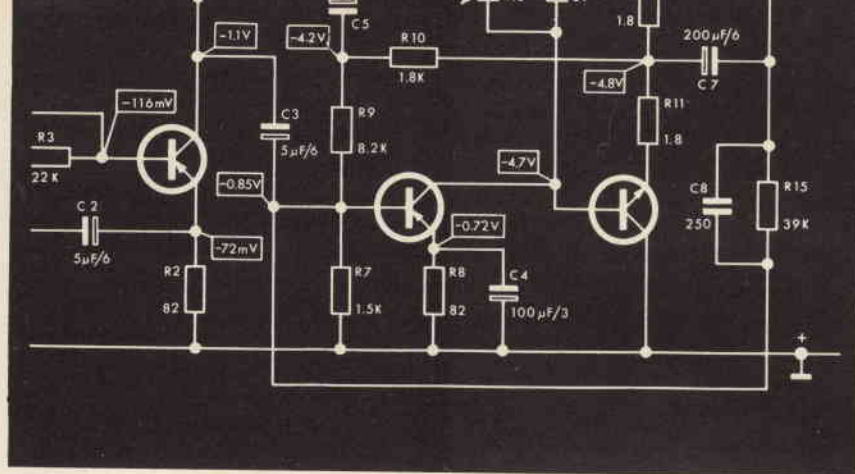 C5
1.8
200µF/6
-1.1V
-4.2V
R10
1.8K
-4.8V
C7
-116mV
R3
22K
C3
5µF/6
R9
8.2K
R11
1.8
-0.85V
-4.7V
C8
250
R15
39K
C2
5µF/6
-72mV
-0.72V
R2
82
R7
1.5K
R8
82
C4
100µF/3
+